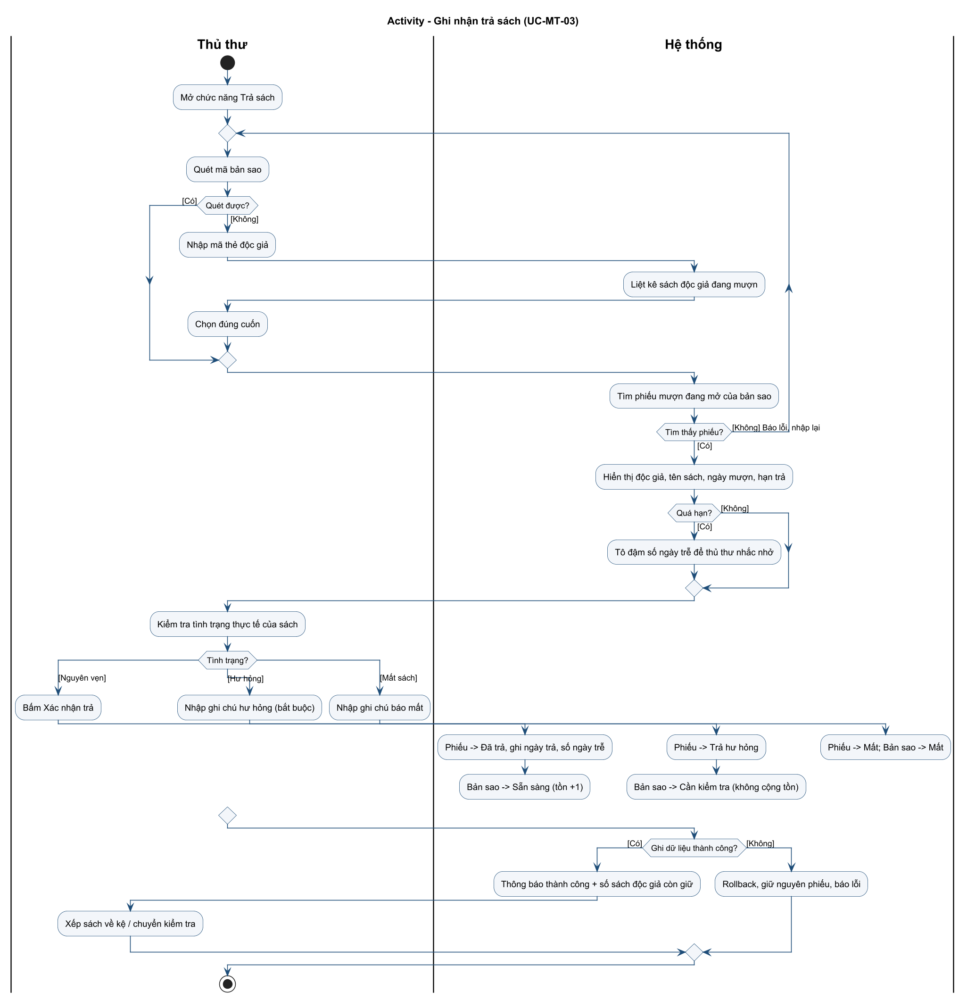 Activity - Ghi nhận trả sách (UC-MT-03)
Thủ thư
Hệ thống
Mở chức năng Trả sách
Quét mã bản sao
[Có]
Quét được?
[Không]
Nhập mã thẻ độc giả
Liệt kê sách độc giả đang mượn
Chọn đúng cuốn
Tìm phiếu mượn đang mở của bản sao
Tìm thấy phiếu?
[Không] Báo lỗi, nhập lại
[Có]
Hiển thị độc giả, tên sách, ngày mượn, hạn trả
Quá hạn?
[Không]
[Có]
Tô đậm số ngày trễ để thủ thư nhắc nhở
Kiểm tra tình trạng thực tế của sách
Tình trạng?
[Nguyên vẹn]
[Hư hỏng]
[Mất sách]
Bấm Xác nhận trả
Nhập ghi chú hư hỏng (bắt buộc)
Nhập ghi chú báo mất
Phiếu -> Đã trả, ghi ngày trả, số ngày trễ
Phiếu -> Trả hư hỏng
Phiếu -> Mất; Bản sao -> Mất
Bản sao -> Sẵn sàng (tồn +1)
Bản sao -> Cần kiểm tra (không cộng tồn)
[Có]
Ghi dữ liệu thành công?
[Không]
Thông báo thành công + số sách độc giả còn giữ
Rollback, giữ nguyên phiếu, báo lỗi
Xếp sách về kệ / chuyển kiểm tra